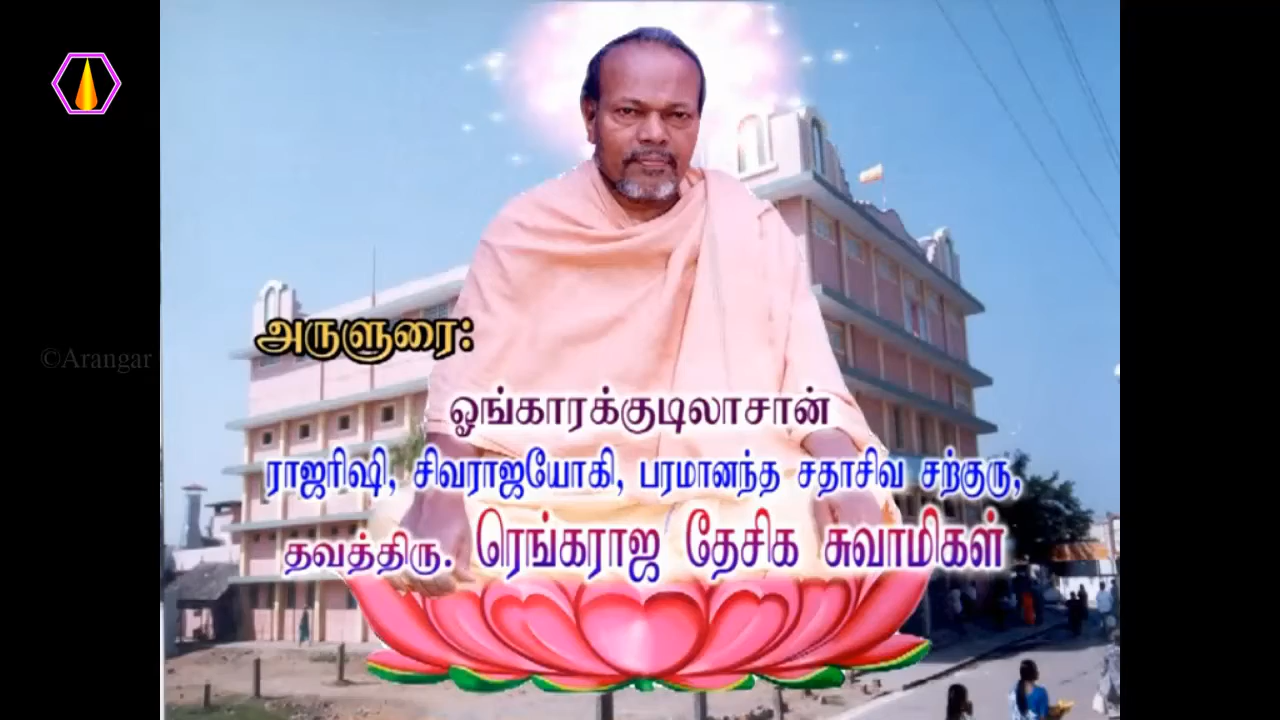 அருளுரை:
©Arangar
ஓங்காரக்குடிலாசான்
ராஜரிஷி, சிவராஜயோகி, பரமானந்த சதாசிவ சற்குரு,
தவத்திரு. ரெங்கராஜ தேசிக சுவாமிகள்